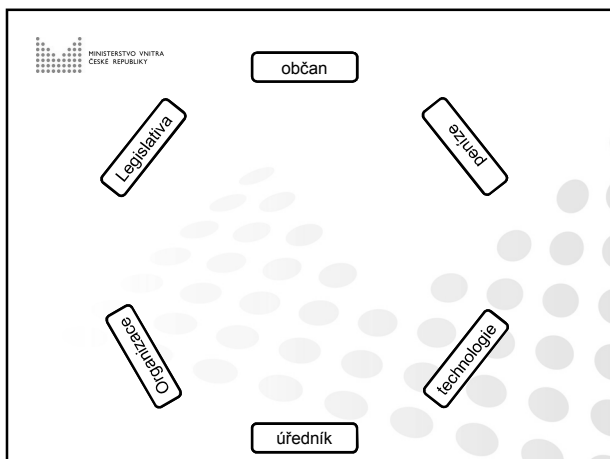 MINISTERSTVO VNITRA
ČESKÉ REPUBLIKY
občan
Legislativa
peníze
Organizace
technologie
úředník